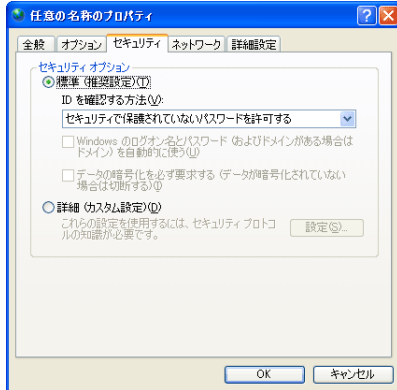 任意の名称のプロパティ
全般 オプション セキュリティ ネットワーク 詳細設定
セキュリティ オプション
標準 (推奨設定)(T)
ID を確認する方法(V):
セキュリティで保護されていないパスワードを許可する
Windows のログオン名とパスワード (およびドメインがある場合は
ドメイン) を自動的に使う(U)
データの暗号化を必ず要求する (データが暗号化されていない
場合は切断する)(I)
詳細 (カスタム設定)(D)
これらの設定を使用するには、セキュリティ プロトコ
ルの知識が必要です。
設定(S)...
OK キャンセル